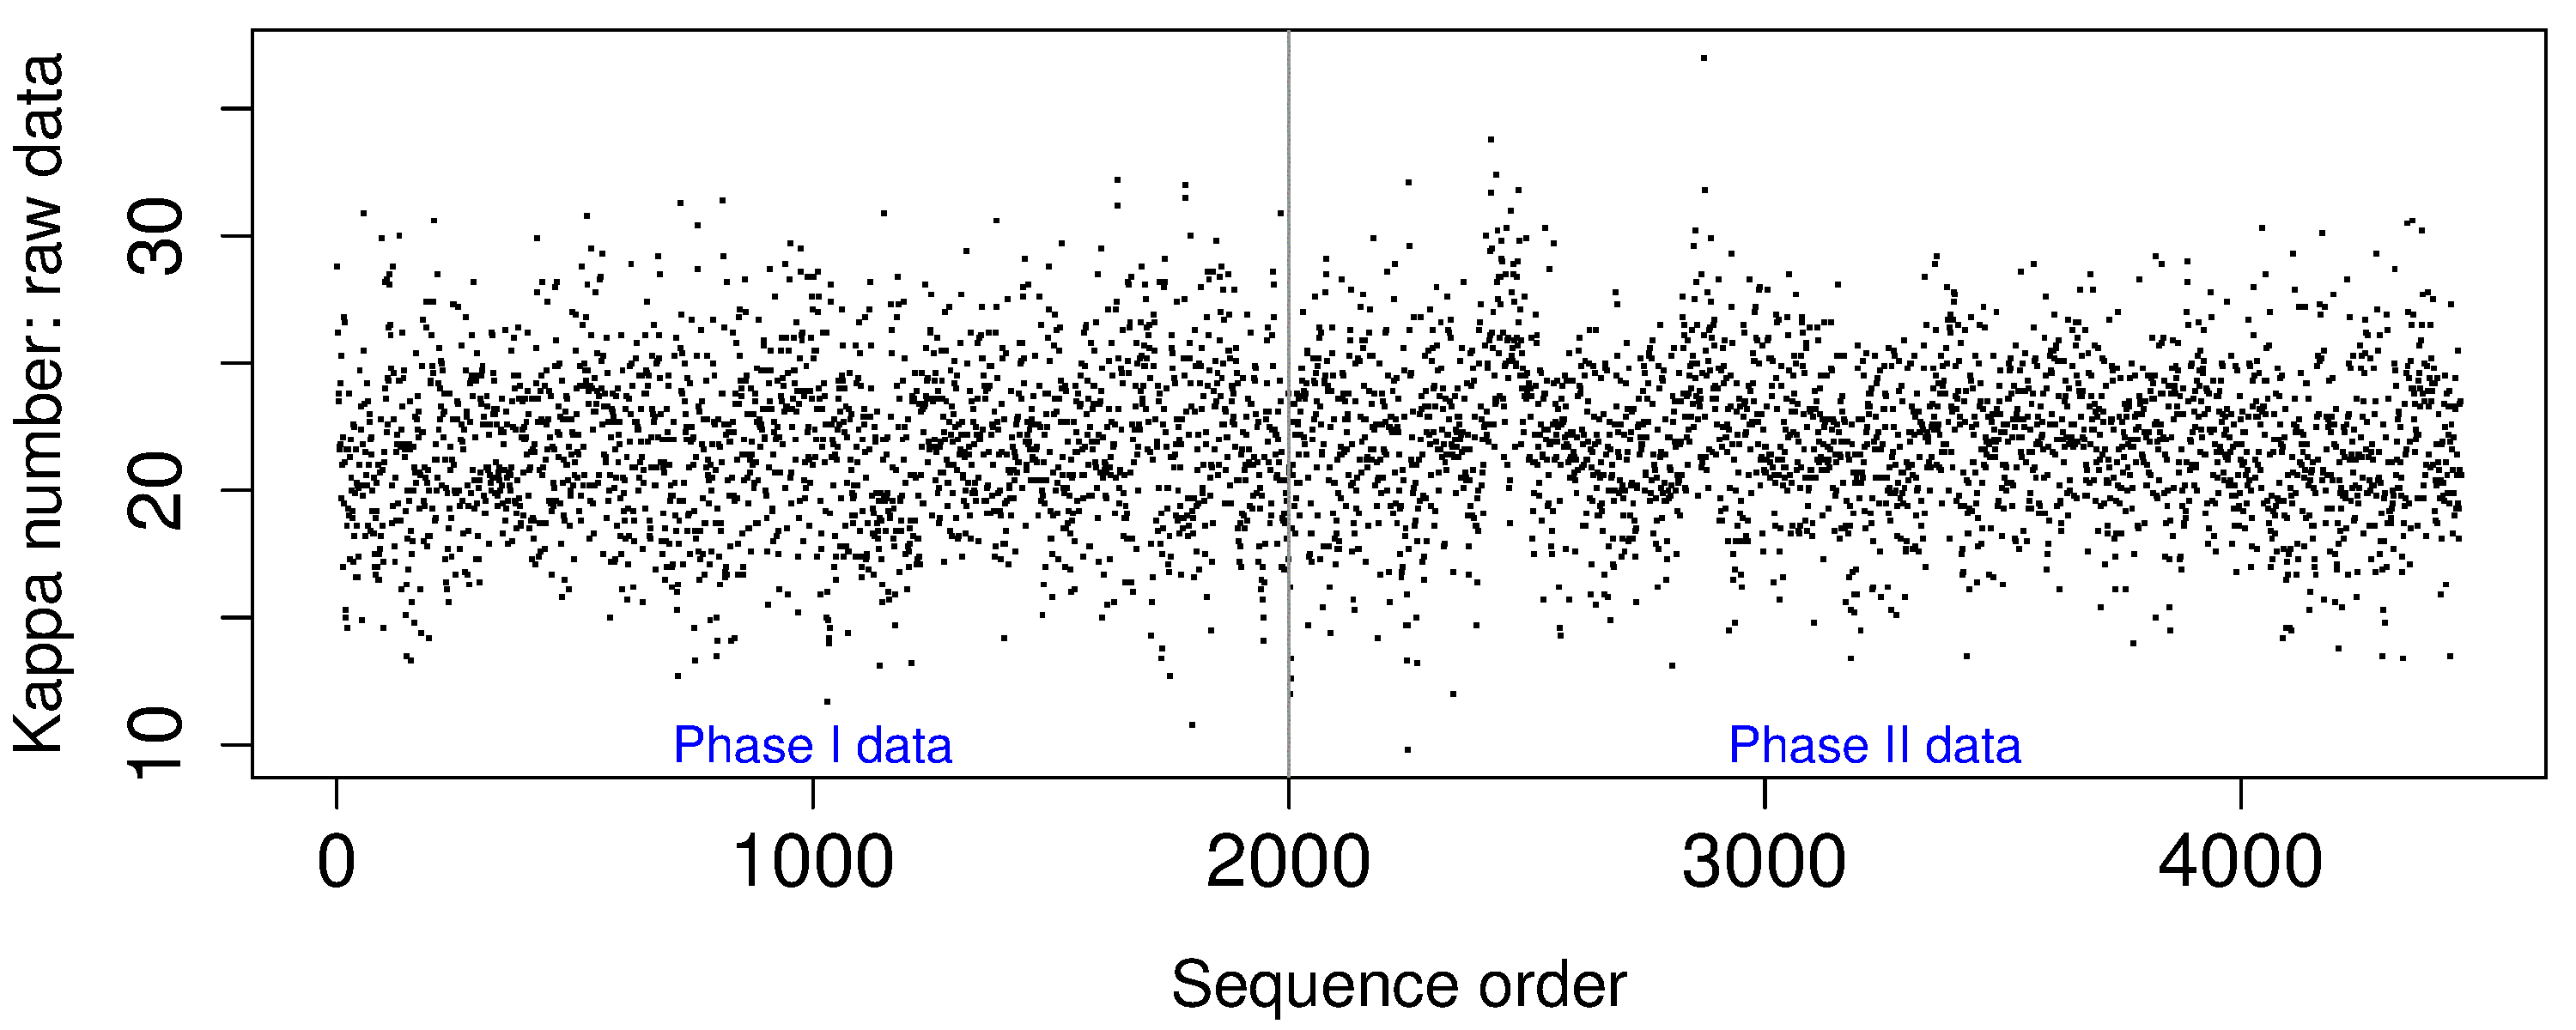 Kappa number: raw data
30
20
10
Phase I data
Phase II data
0
1000
2000
3000
4000
Sequence order